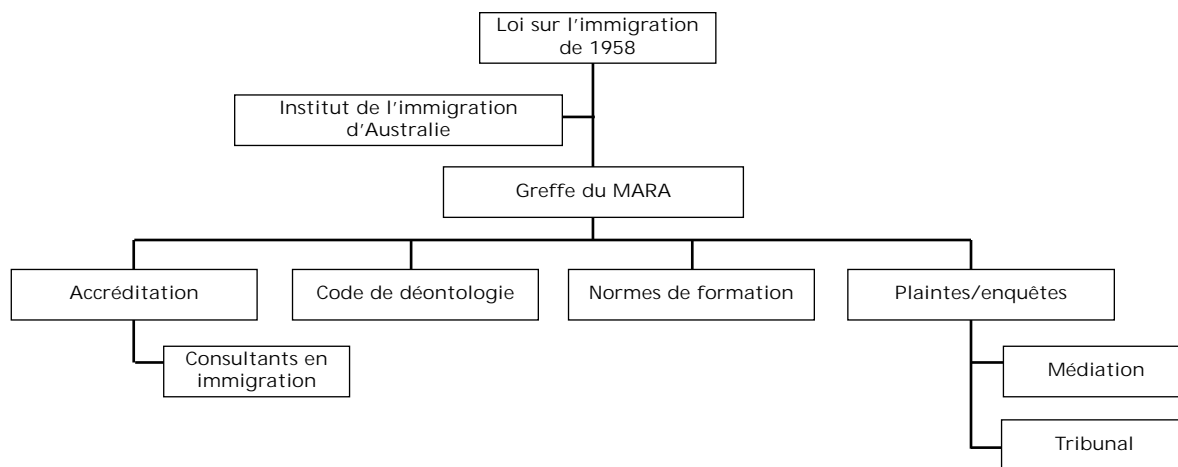 Loi sur l'immigration
de 1958
Institut de l'immigration
d'Australie
Greffe du MARA
Accréditation
Code de déontologie
Normes de formation
Plaintes/enquêtes
Consultants en
immigration
Médiation
Tribunal